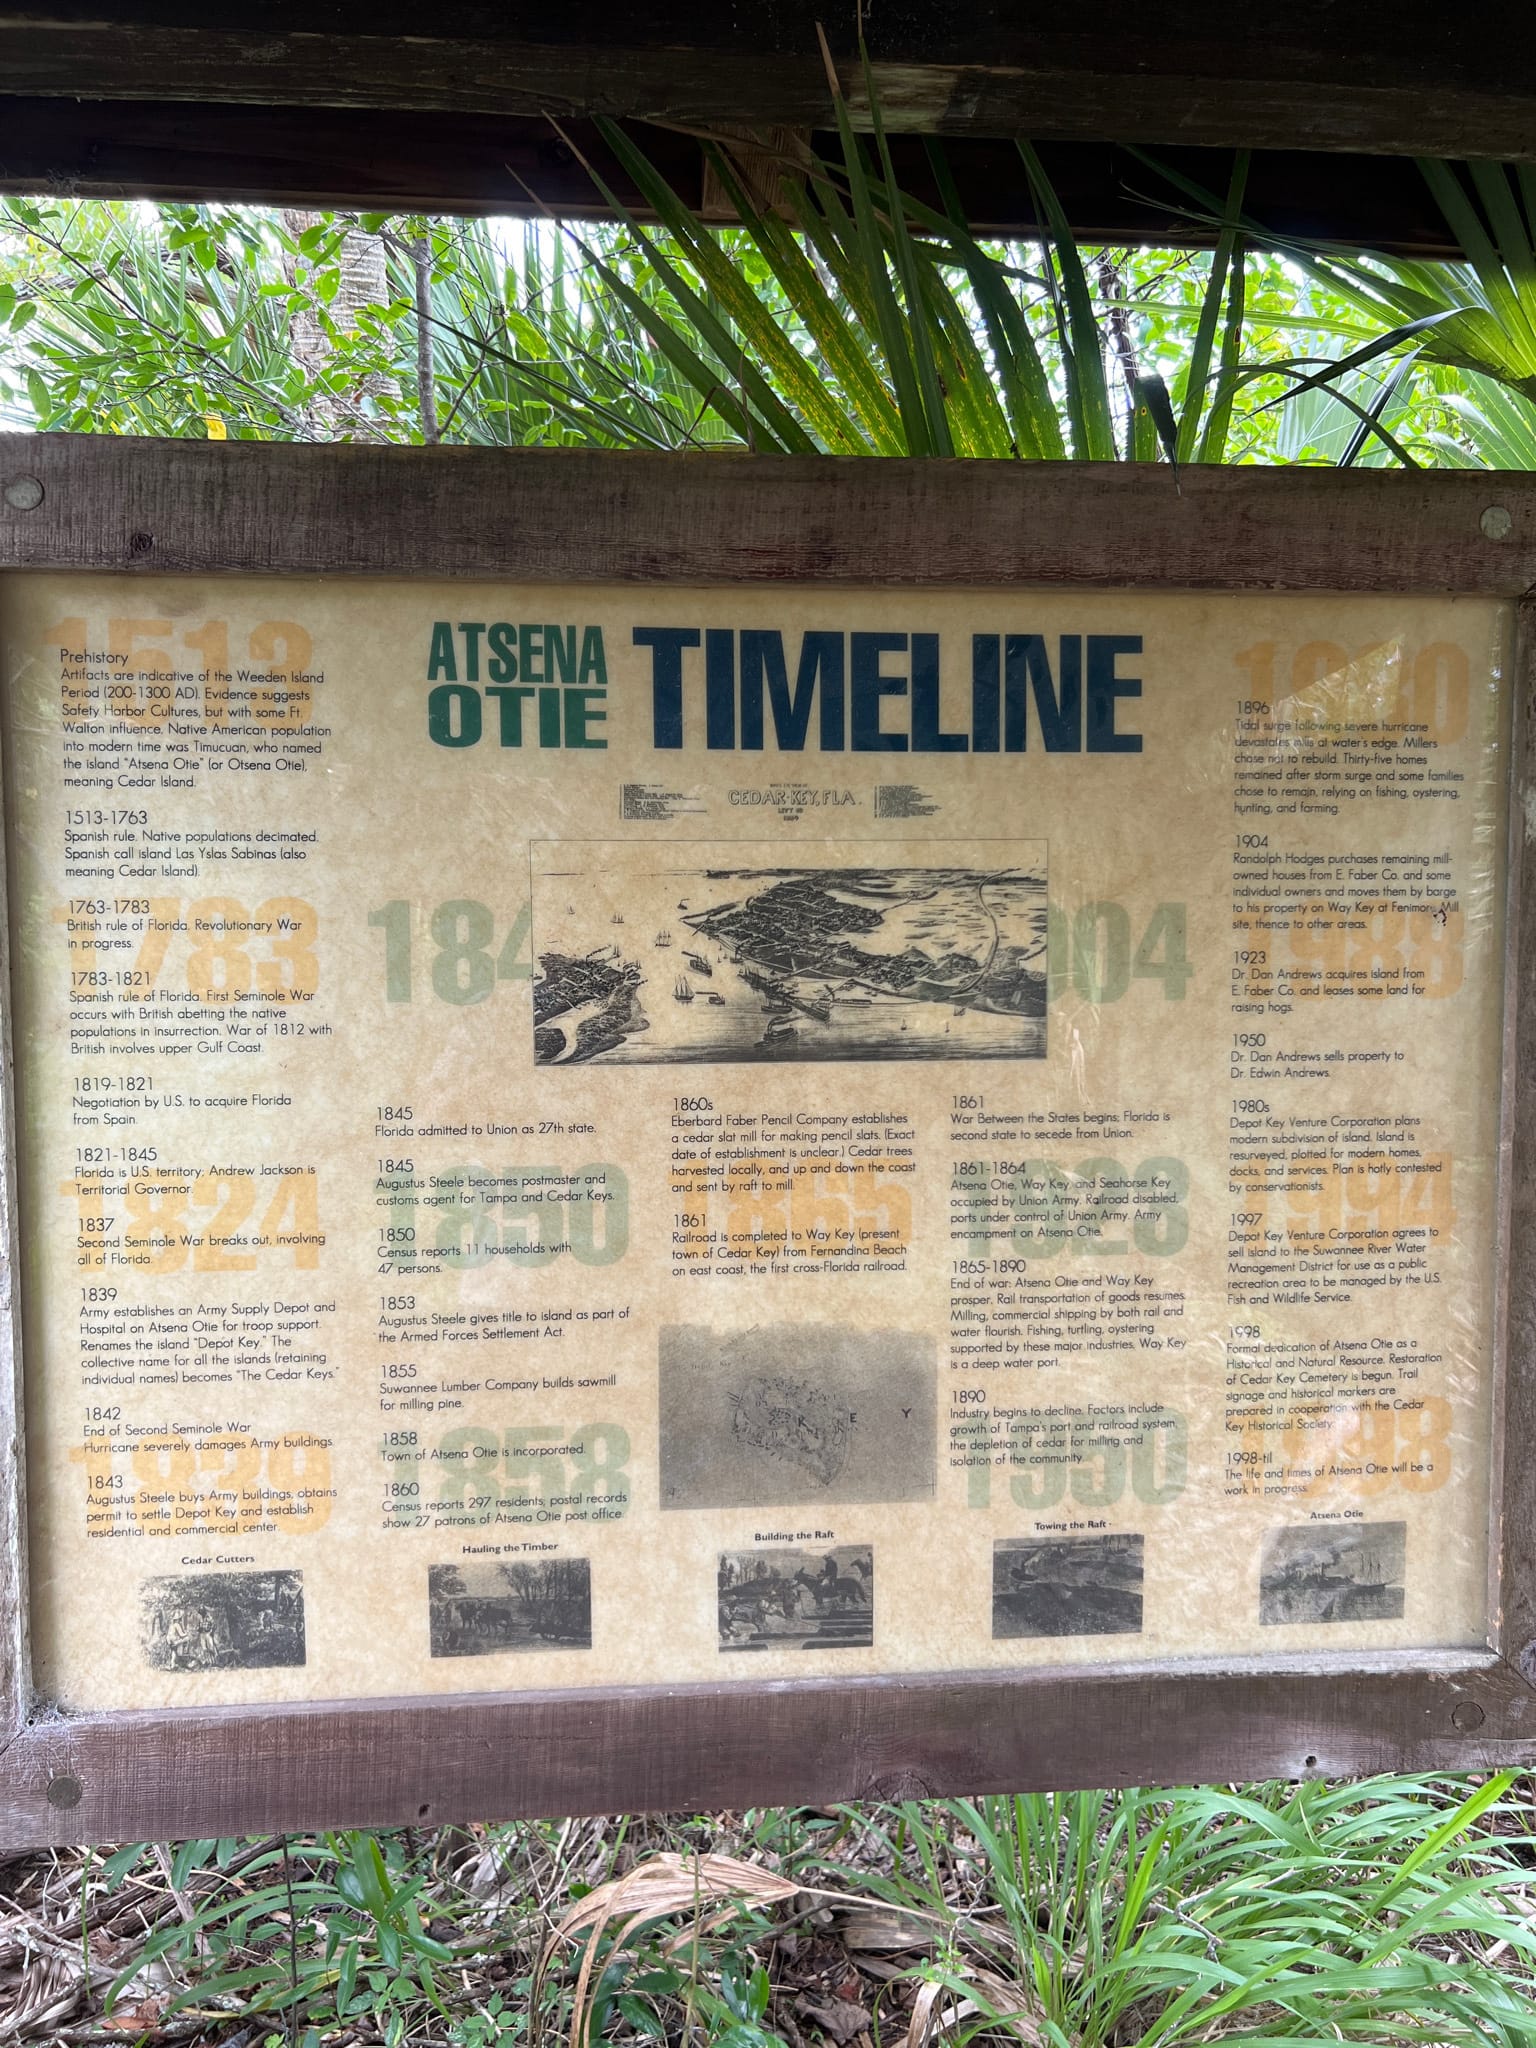 ATSENA
OTIE
TIMELINE
Prehistory
Artifacts are indicative of the Weeden Island
Period (200-1300 AD). Evidence suggests
Safety Harbor Cultures, but with some Ft.
Walton influence. Native American population
into modern time was Timucuan, who named
the island "Atsena Otie" (or Otsena Otie),
meaning Cedar Island.
1513-1763
Spanish rule. Native populations decimated.
Spanish call island Las Yslas Sabinas (also
meaning Cedar Island).
1763-1783
British rule of Florida. Revolutionary War
in progress.
1783-1821
Spanish rule of Florida. First Seminole War
occurs with British abetting the native
populations in insurrection. War of 1812 with
British involves upper Gulf Coast.
1819-1821
Negotiation by U.S. to acquire Florida
from Spain.
1821-1845
Florida is U.S. territory; Andrew Jackson is
Territorial Governor.
1837
Second Seminole War breaks out, involving
all of Florida.
1839
Army establishes an Army Supply Depot and
Hospital on Atsena Otie for troop support.
Renames the island "Depot Key." The
collective name for all the islands (retaining
individual names) becomes "The Cedar Keys."
1842
End of Second Seminole War
Hurricane severely damages Army buildings.
1843
Augustus Steele buys Army buildings, obtains
permit to settle Depot Key and establish
residential and commercial center.
CEDAR-KEY, FLA.
LEVY CO
1884
1845
Florida admitted to Union as 27th state.
1845
Augustus Steele becomes postmaster and
customs agent for Tampa and Cedar Keys.
1850
Census reports 11 households with
47 persons.
1853
Augustus Steele gives title to island as part of
the Armed Forces Settlement Act.
1855
Suwannee Lumber Company builds sawmill
for milling pine.
1858
Town of Atsena Otie is incorporated.
1860
Census reports 297 residents; postal records
show 27 patrons of Atsena Otie post office.
1860s
Eberbard Faber Pencil Company establishes
a cedar slat mill for making pencil slats. (Exact
date of establishment is unclear.) Cedar trees
harvested locally, and up and down the coast
and sent by raft to mill.
1861
Railroad is completed to Way Key (present
town of Cedar Key) from Fernandina Beach
on east coast, the first cross-Florida railroad.
K E Y
1861
War Between the States begins; Florida is
second state to secede from Union.
1861-1864
Atsena Otie, Way Key, and Seahorse Key
occupied by Union Army. Railroad disabled,
ports under control of Union Army. Army
encampment on Atsena Otie.
1865-1890
End of war: Atsena Otie and Way Key
prosper. Rail transportation of goods resumes.
Milling, commercial shipping by both rail and
water flourish. Fishing, turtling, oystering
supported by these major industries. Way Key
is a deep water port.
1890
Industry begins to decline. Factors include
growth of Tampa's port and railroad system,
the depletion of cedar for milling and
isolation of the community.
1896
Tidal surge following severe hurricane
devastates mills at water's edge. Millers
chose not to rebuild. Thirty-five homes
remained after storm surge and some families
chose to remain, relying on fishing, oystering,
hunting, and farming.
1904
Randolph Hodges purchases remaining mill-
owned houses from E. Faber Co. and some
individual owners and moves them by barge
to his property on Way Key at Fenimore Mill
site, thence to other areas.
1923
Dr. Dan Andrews acquires island from
E. Faber Co. and leases some land for
raising hogs.
1950
Dr. Dan Andrews sells property to
Dr. Edwin Andrews.
1980s
Depot Key Venture Corporation plans
modern subdivision of island. Island is
resurveyed, plotted for modern homes,
docks, and services. Plan is hotly contested
by conservationists.
1997
Depot Key Venture Corporation agrees to
sell island to the Suwannee River Water
Management District for use as a public
recreation area to be managed by the U.S.
Fish and Wildlife Service.
1998
Formal dedication of Atsena Otie as a
Historical and Natural Resource. Restoration
of Cedar Key Cemetery is begun. Trail
signage and historical markers are
prepared in cooperation with the Cedar
Key Historical Society.
1998-til
The life and times of Atsena Otie will be a
work in progress.
Cedar Cutters
Hauling the Timber
Building the Raft
Towing the Raft
Atsena Otie
1513
1783
1824
1850
1858
1923
1950
1998